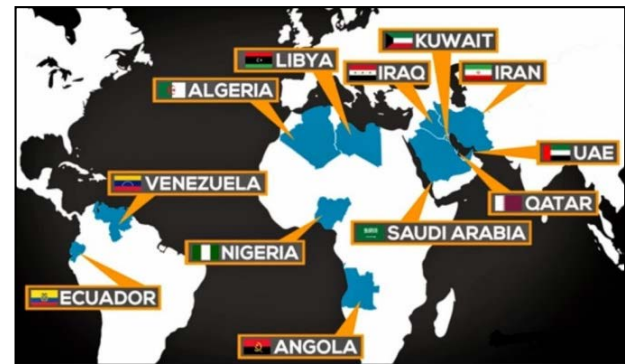 KUWAIT
LIBYA
IRAQ
IRAN
ALGERIA
UAE
VENEZUELA
QATAR
NIGERIA
SAUDI ARABIA
ECUADOR
ANGOLA